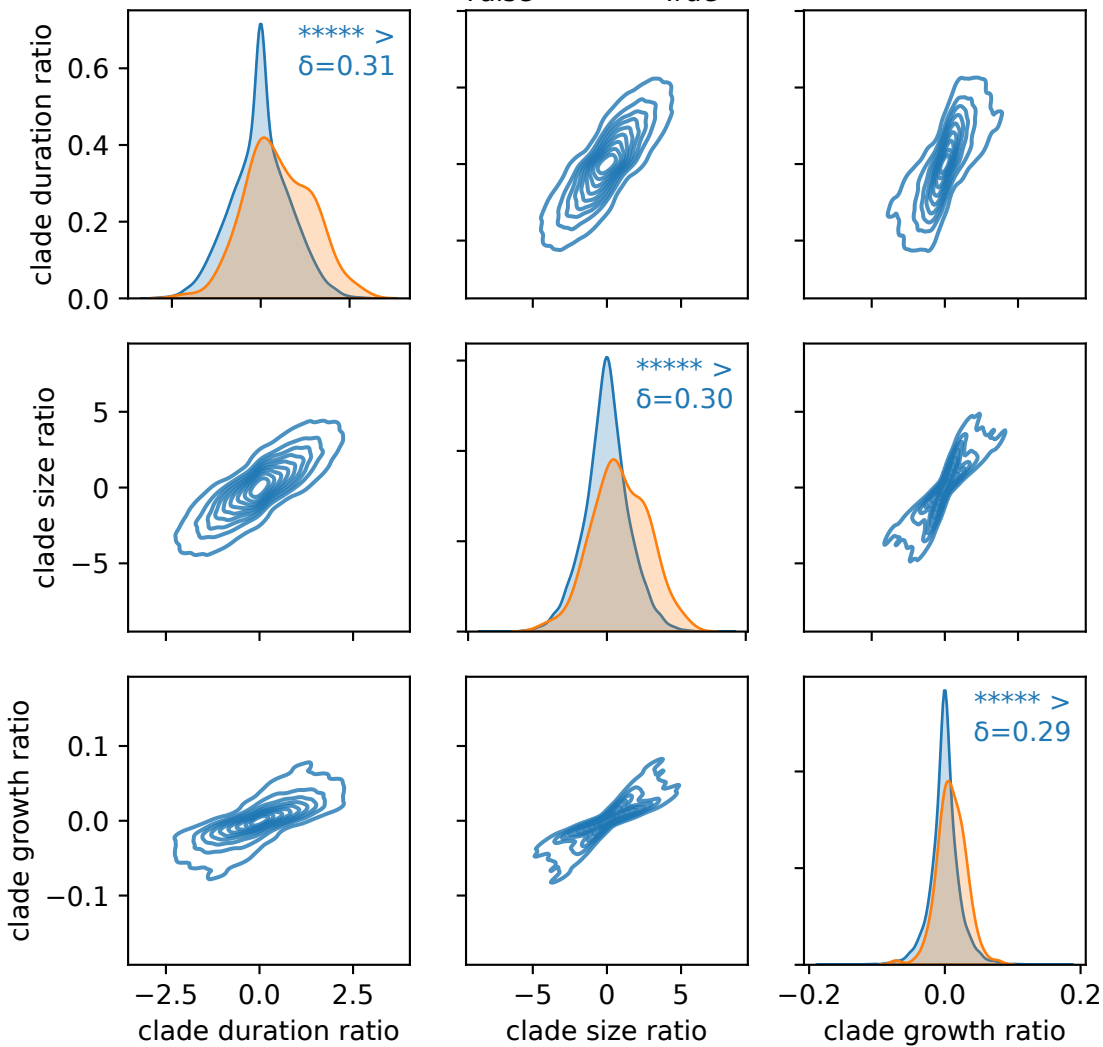 ***** >
δ=0.31
0.6
0.4
0.2
0.0
clade duration ratio
***** >
δ=0.30
5
0
−5
clade size ratio
***** >
δ=0.29
0.1
0.0
−0.1
clade growth ratio
−2.5 0.0 2.5
−5 0 5
−0.2 0.0 0.2
clade duration ratio
clade size ratio
clade growth ratio